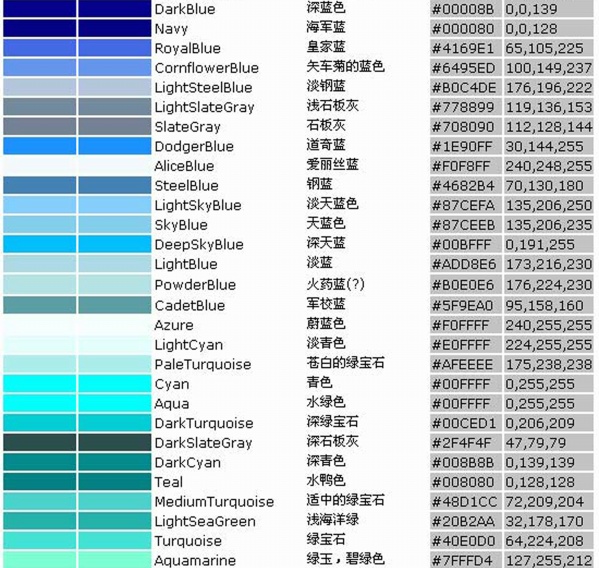 DarkBlue 深蓝色 #00008B 0,0,139
Navy 海军蓝 #000080 0,0,128
RoyalBlue 皇家蓝 #4169E1 65,105,225
CornflowerBlue 矢车菊的蓝色 #6495ED 100,149,237
LightSteelBlue 淡钢蓝 #B0C4DE 176,196,222
LightSlateGray 浅石板灰 #778899 119,136,153
SlateGray 石板灰 #708090 112,128,144
DodgerBlue 道奇蓝 #1E90FF 30,144,255
AliceBlue 爱丽丝蓝 #F0F8FF 240,248,255
SteelBlue 钢蓝 #4682B4 70,130,180
LightSkyBlue 淡天蓝色 #87CEFA 135,206,250
SkyBlue 天蓝色 #87CEEB 135,206,235
DeepSkyBlue 深天蓝 #00BFFF 0,191,255
LightBlue 淡蓝 #ADD8E6 173,216,230
PowderBlue 火药蓝(?) #B0E0E6 176,224,230
CadetBlue 军校蓝 #5F9EA0 95,158,160
Azure 蔚蓝色 #F0FFFF 240,255,255
LightCyan 淡青色 #E0FFFF 224,255,255
PaleTurquoise 苍白的绿宝石 #AFEEEE 175,238,238
Cyan 青色 #00FFFF 0,255,255
Aqua 水绿色 #00FFFF 0,255,255
DarkTurquoise 深绿宝石 #00CED1 0,206,209
DarkSlateGray 深石板灰 #2F4F4F 47,79,79
DarkCyan 深青色 #008B8B 0,139,139
Teal 水鸭色 #008080 0,128,128
MediumTurquoise 适中的绿宝石 #48D1CC 72,209,204
LightSeaGreen 浅海洋绿 #20B2AA 32,178,170
Turquoise 绿宝石 #40E0D0 64,224,208
Aquamarine 绿玉，碧绿色 #7FFFD4 127,255,212